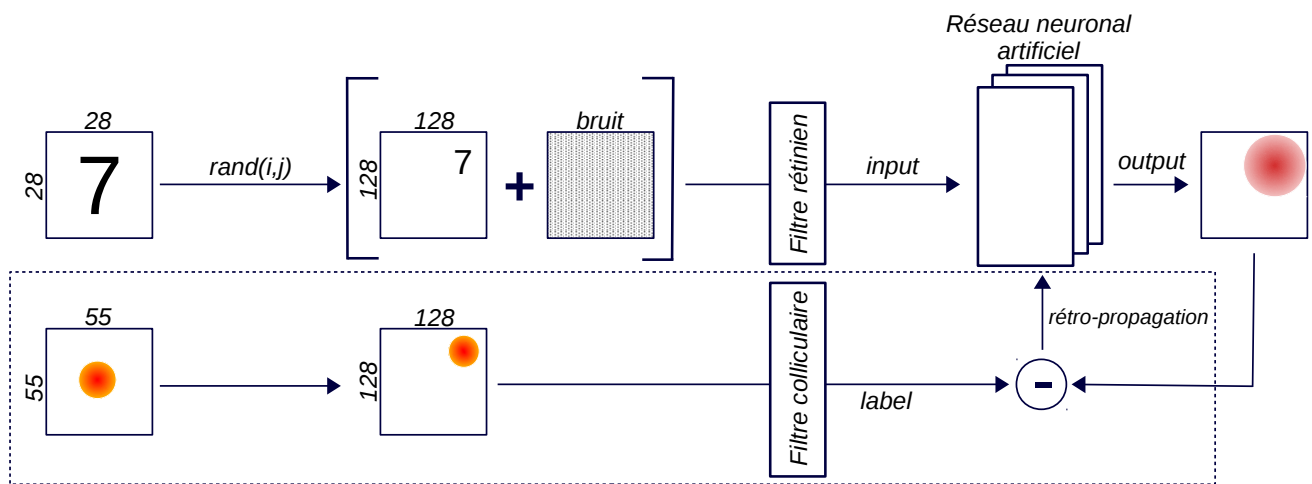 Réseau neuronal
artificiel
28
28
7
rand(i,j)
128
128
7
+
bruit
Filtre rétinien
input
output
55
55
128
128
Filtre colliculaire
label
-
rétro-propagation